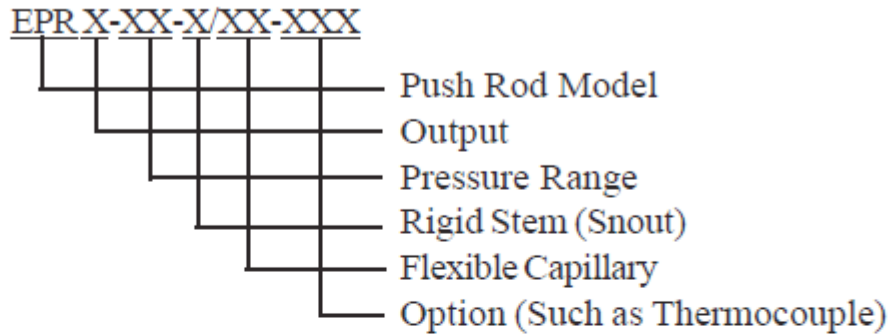 EPR X-XX-X/XX-XXX
Push Rod Model
Output
Pressure Range
Rigid Stem (Snout)
Flexible Capillary
Option (Such as Thermocouple)